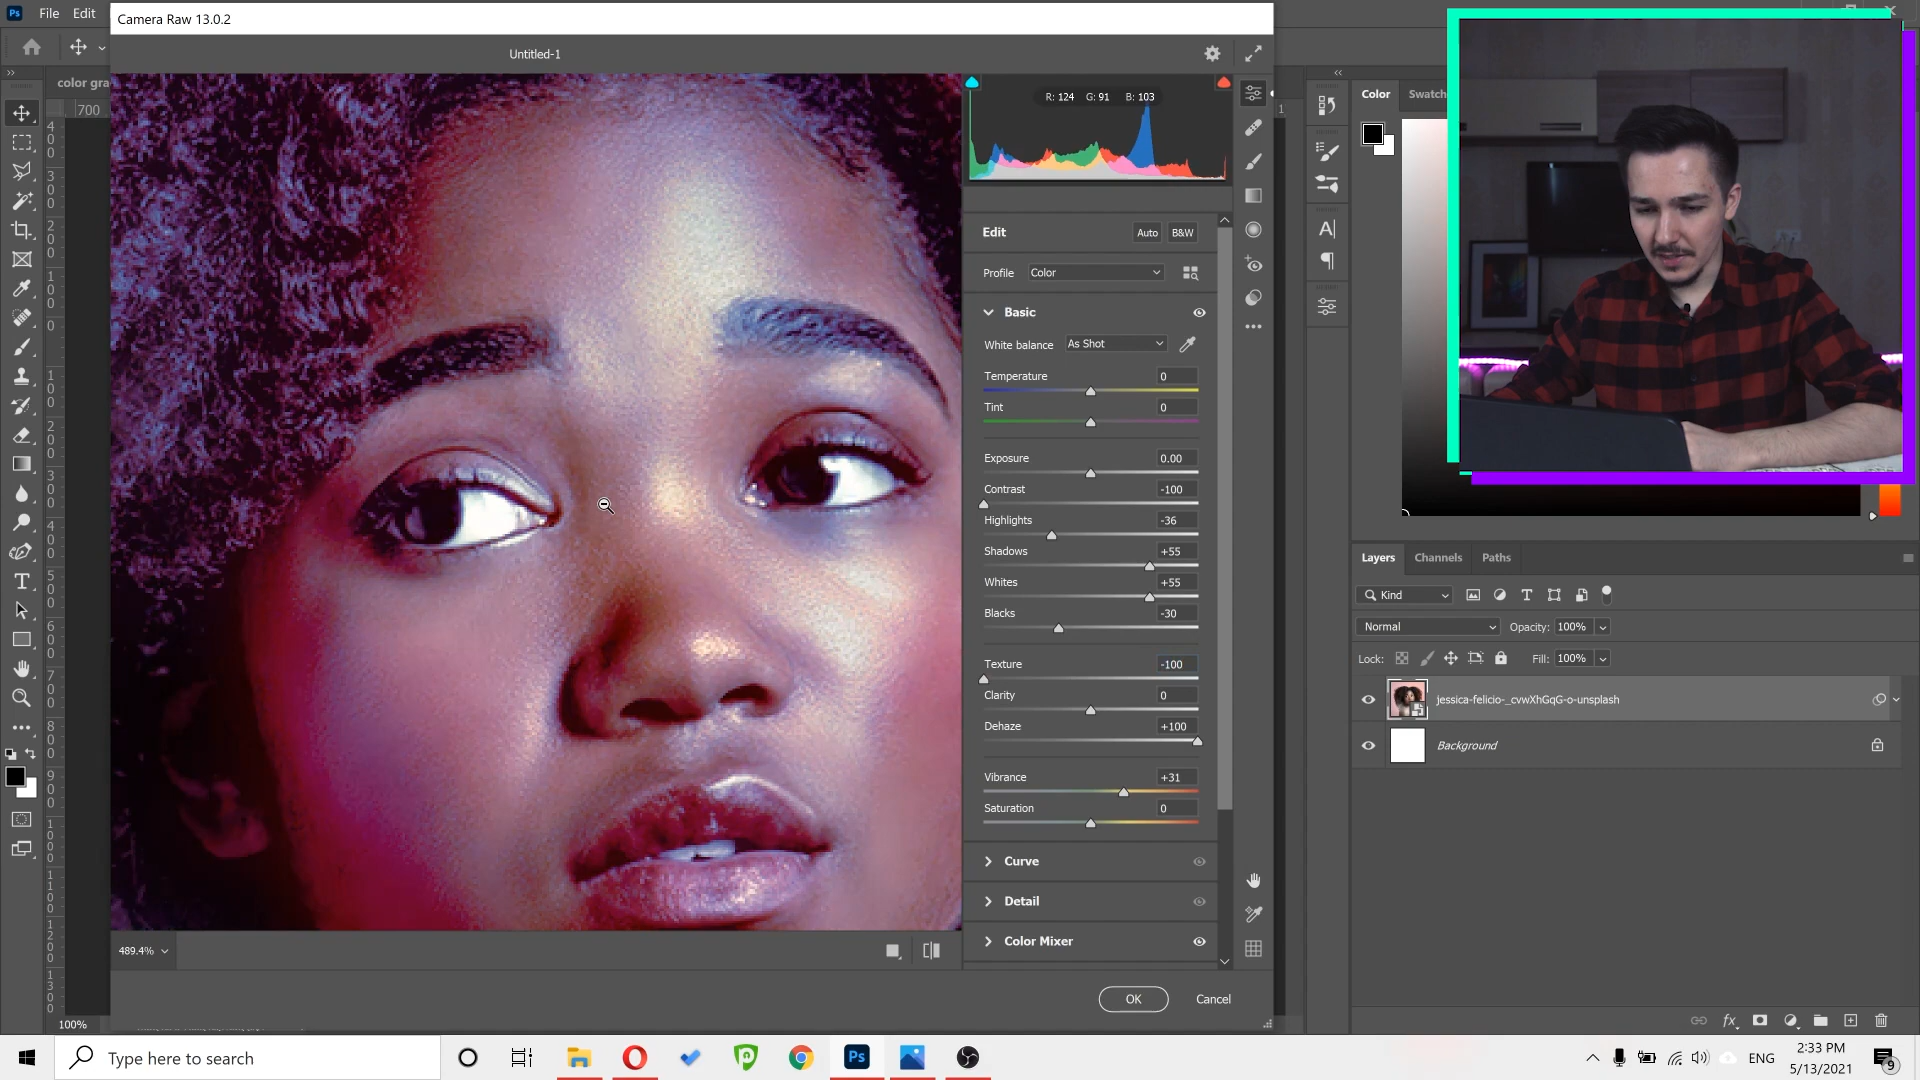 Ps File Edit
Camera Raw 13.0.2
Untitled-1
color gra
700
R: 124 G: 91 B: 103
Edit Auto B&W
Profile Color
Basic
White balance As Shot
Temperature 0
Tint 0
Exposure 0.00
Contrast -100
Highlights -36
Shadows +55
Whites +55
Blacks -30
Texture -100
Clarity 0
Dehaze +100
Vibrance +31
Saturation 0
Curve
Detail
Color Mixer
489.4%
OK Cancel
100%
Color Swatch
Layers Channels Paths
Kind
Normal Opacity: 100%
Lock: Fill: 100%
jessica-felicio-_cvwXhGqG-o-unsplash
Background
Type here to search
Ps
ENG
2:33 PM
5/13/2021
9